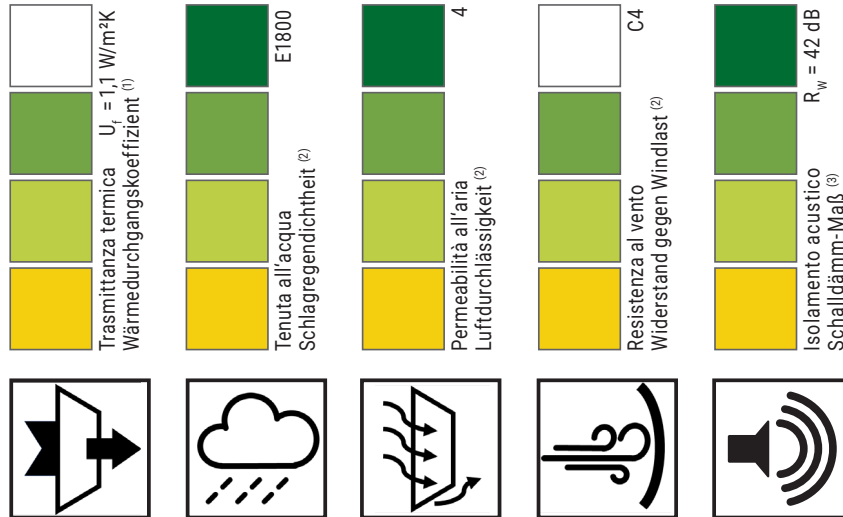 Trasmittanza termica U_f = 1,1 W/m²K
Wärmedurchgangskoeffizient (1)
Tenuta all'acqua E1800
Schlagregendichtheit (2)
Permeabilità all'aria 4
Luftdurchlässigkeit (2)
Resistenza al vento C4
Widerstand gegen Windlast (2)
Isolamento acustico R_W = 42 dB
Schalldämm-Maß (3)